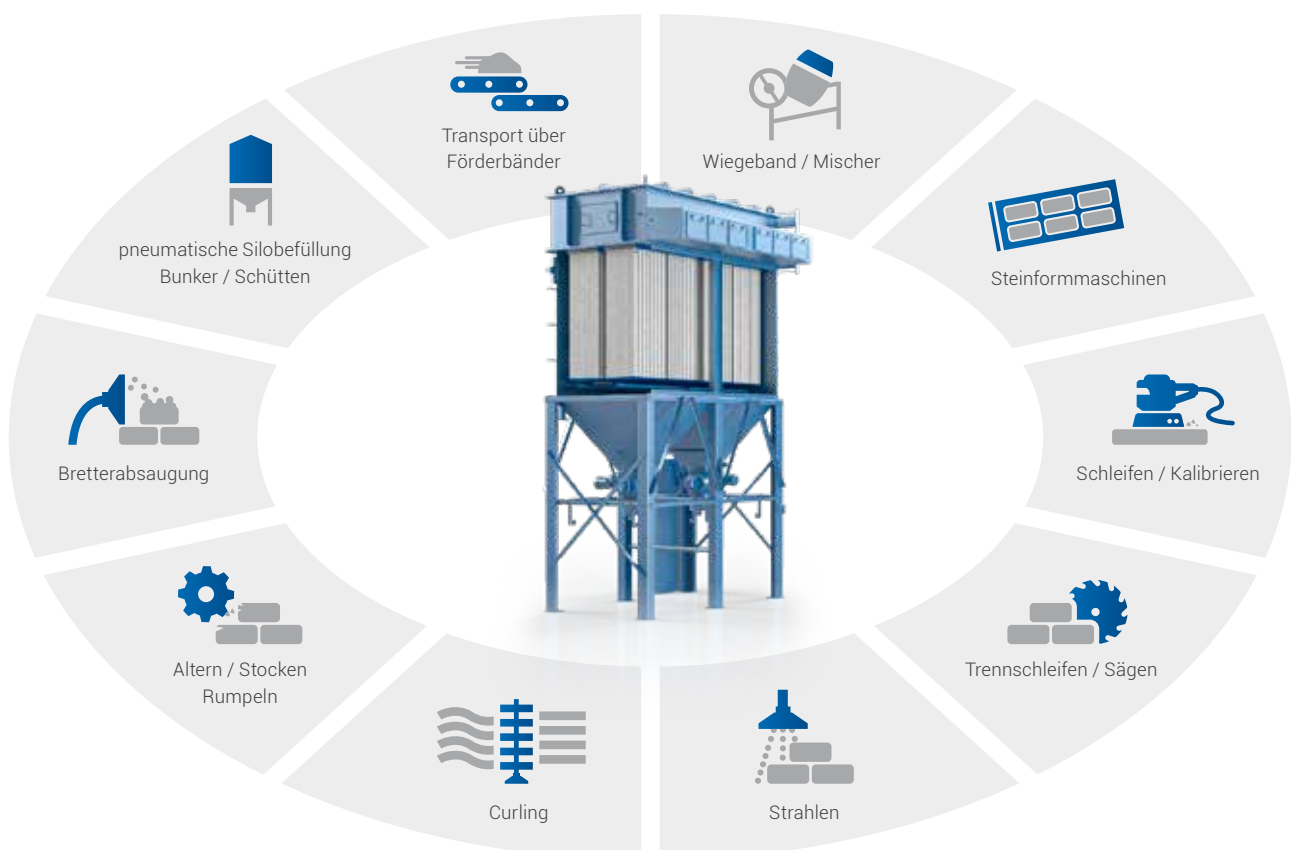 Transport über
Förderbänder
Wiegeband / Mischer
pneumatische Silobefüllung
Bunker / Schütten
Steinformmaschinen
Bretterabsaugung
Schleifen / Kalibrieren
Altern / Stocken
Rumpeln
Trennschleifen / Sägen
Curling
Strahlen